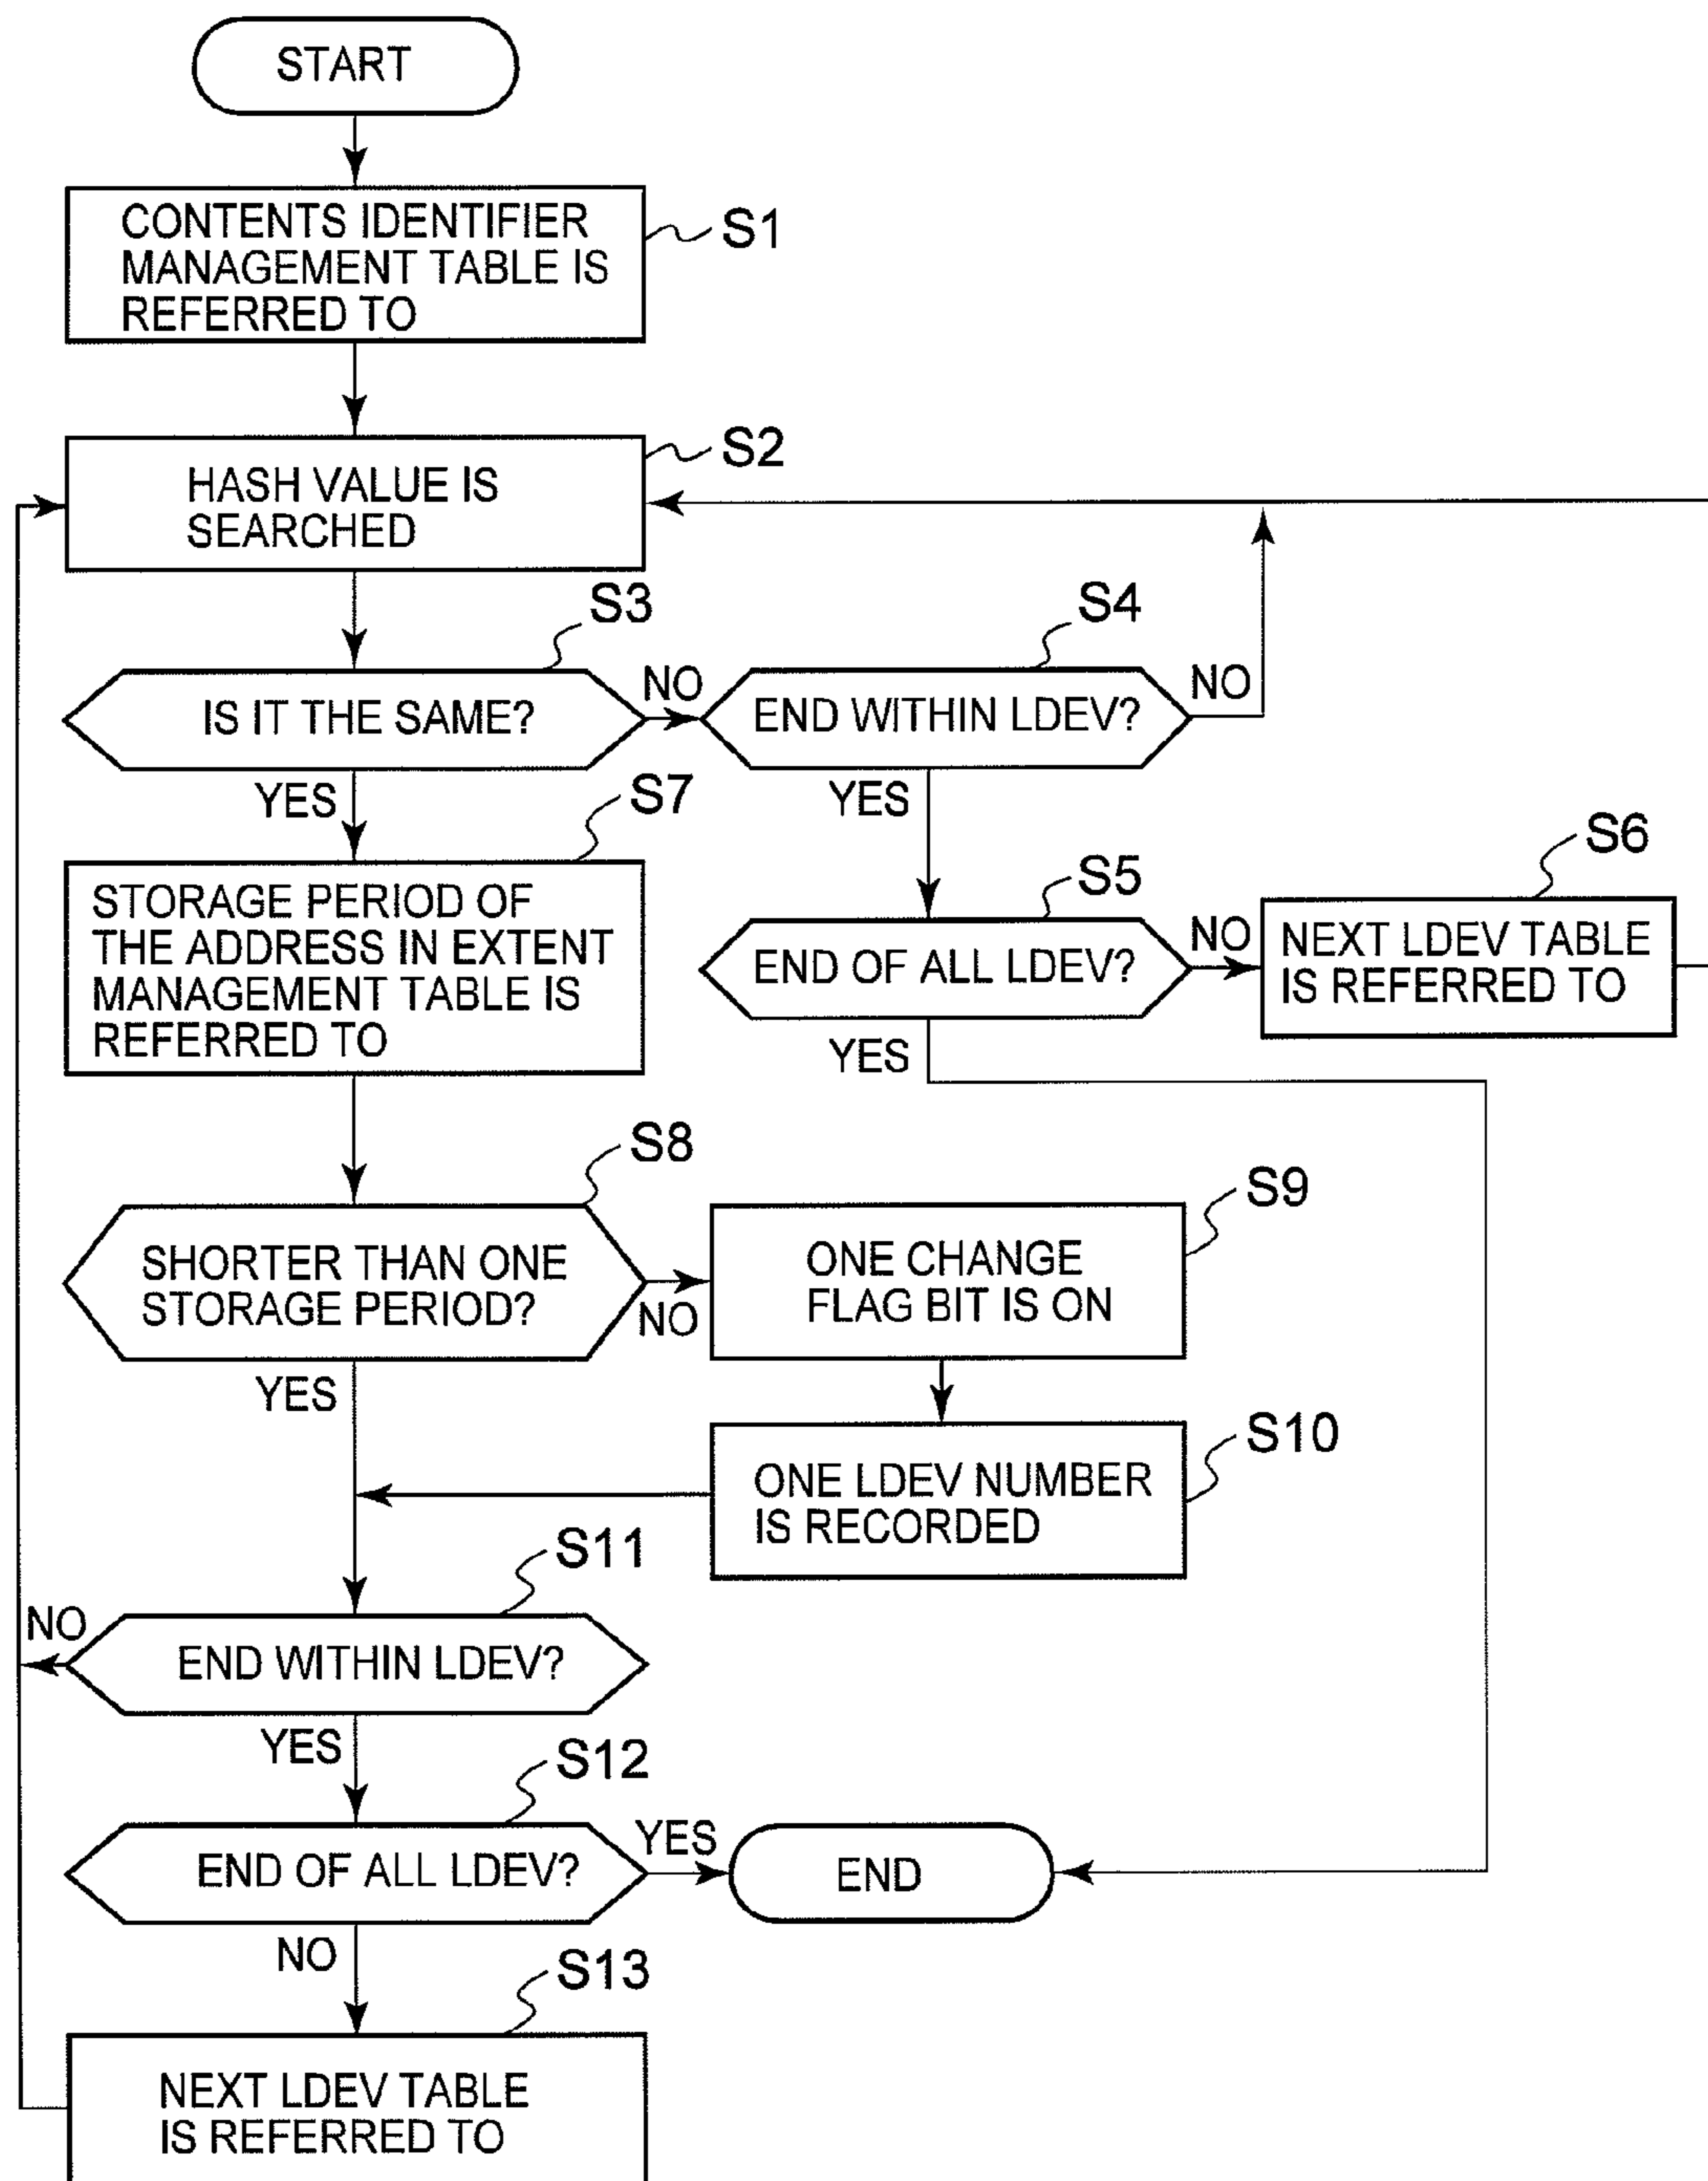 START
CONTENTS IDENTIFIER
MANAGEMENT TABLE IS
REFERRED TO
S1
HASH VALUE IS
SEARCHED
S2
IS IT THE SAME?
S3
NO
YES
END WITHIN LDEV?
S4
NO
YES
STORAGE PERIOD OF
THE ADDRESS IN EXTENT
MANAGEMENT TABLE IS
REFERRED TO
S7
END OF ALL LDEV?
S5
NO
YES
NEXT LDEV TABLE
IS REFERRED TO
S6
SHORTER THAN ONE
STORAGE PERIOD?
S8
NO
YES
ONE CHANGE
FLAG BIT IS ON
S9
ONE LDEV NUMBER
IS RECORDED
S10
END WITHIN LDEV?
S11
NO
YES
END OF ALL LDEV?
S12
YES
NO
END
NEXT LDEV TABLE
IS REFERRED TO
S13